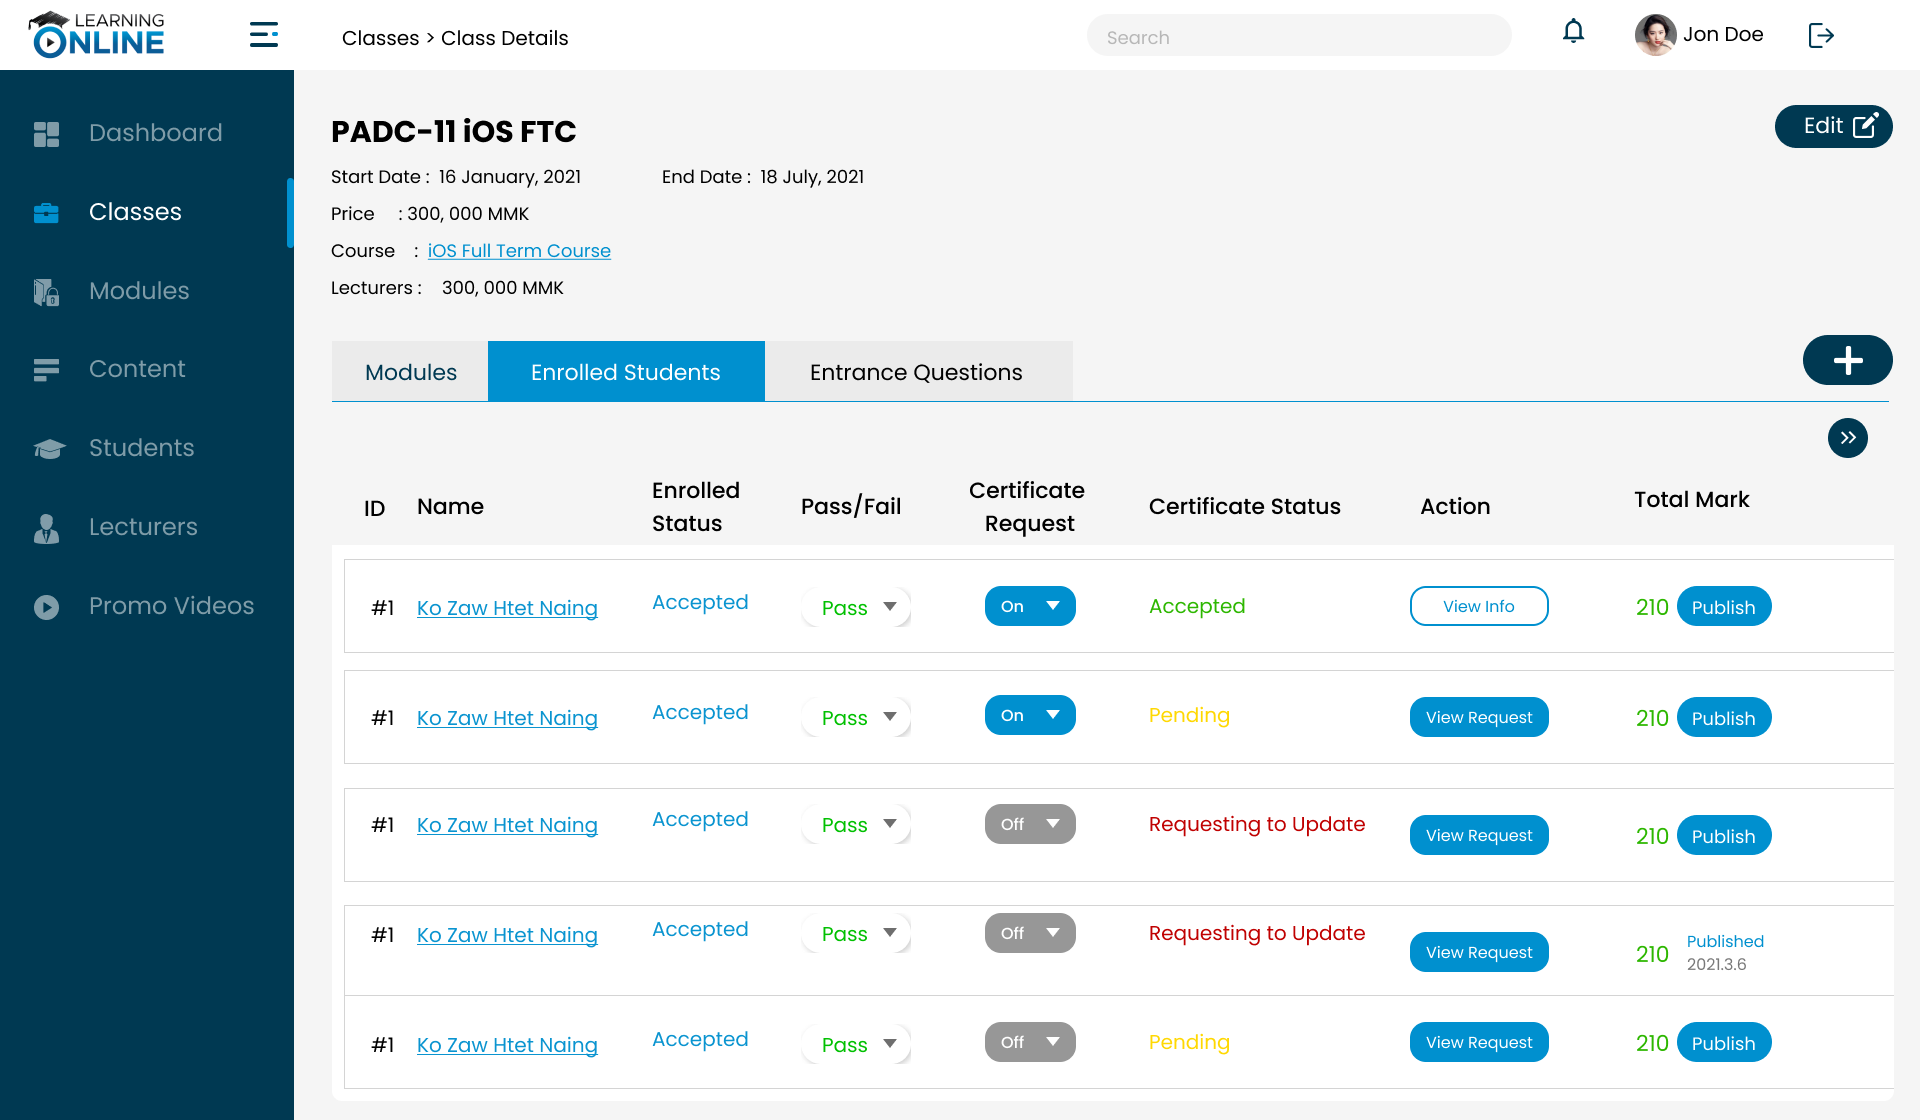 LEARNING
ONLINE
Classes > Class Details
Search
Jon Doe
Dashboard
Classes
Modules
Content
Students
Lecturers
Promo Videos
PADC-11 iOS FTC
Edit
Start Date : 16 January, 2021 End Date : 18 July, 2021
Price : 300, 000 MMK
Course : iOS Full Term Course
Lecturers : 300, 000 MMK
Modules Enrolled Students Entrance Questions
ID Name Enrolled Status Pass/Fail Certificate Request Certificate Status Action Total Mark
#1 Ko Zaw Htet Naing Accepted Pass On Accepted View Info 210 Publish
#1 Ko Zaw Htet Naing Accepted Pass On Pending View Request 210 Publish
#1 Ko Zaw Htet Naing Accepted Pass Off Requesting to Update View Request 210 Publish
#1 Ko Zaw Htet Naing Accepted Pass Off Requesting to Update View Request 210 Published 2021.3.6
#1 Ko Zaw Htet Naing Accepted Pass Off Pending View Request 210 Publish